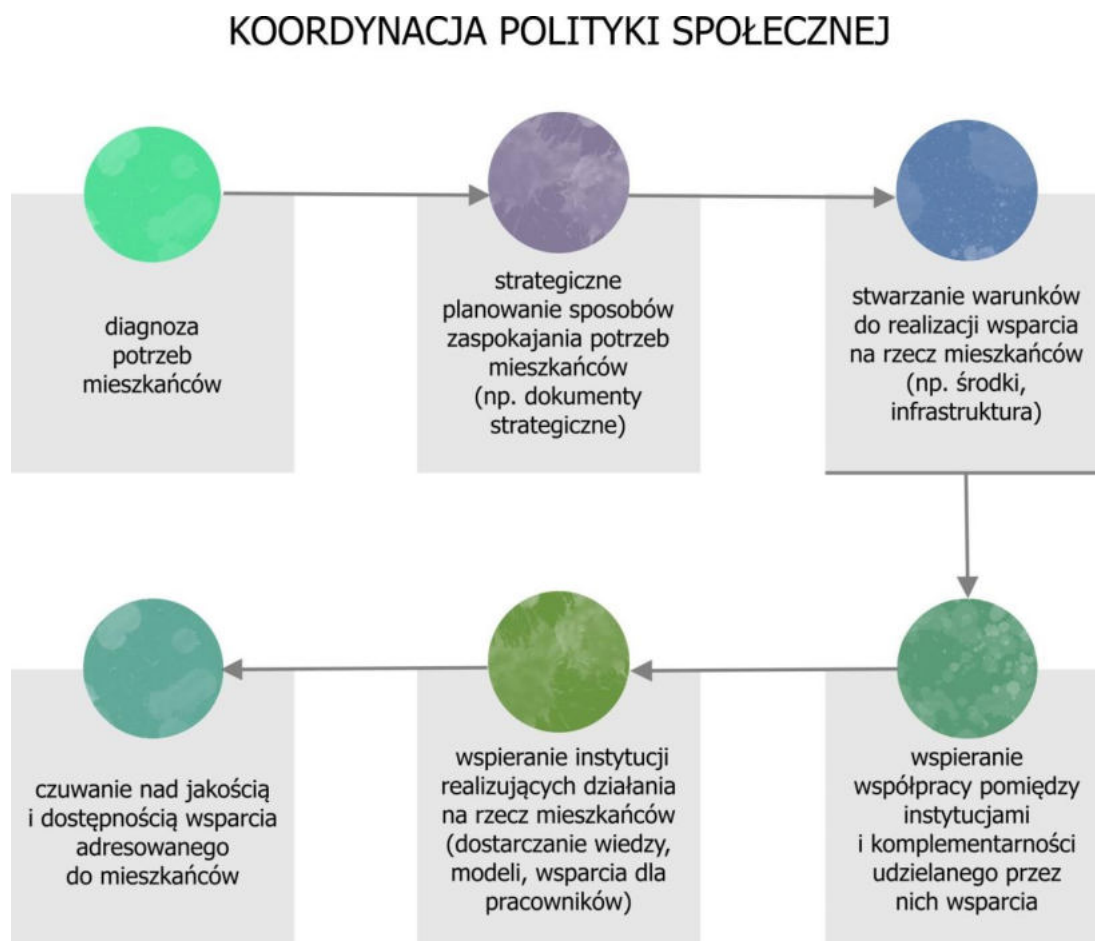 KOORDYNACJA POLITYKI SPOŁECZNEJ
diagnoza
potrzeb
mieszkańców
strategiczne
planowanie sposobów
zaspokajania potrzeb
mieszkańców
(np. dokumenty
strategiczne)
stwarzanie warunków
do realizacji wsparcia
na rzecz mieszkańców
(np. środki,
infrastruktura)
wspieranie
współpracy pomiędzy
instytucjami
i komplementarności
udzielanego przez
nich wsparcia
wspieranie instytucji
realizujących działania
na rzecz mieszkańców
(dostarczanie wiedzy,
modeli, wsparcia dla
pracowników)
czuwanie nad jakością
i dostępnością wsparcia
adresowanego
do mieszkańców